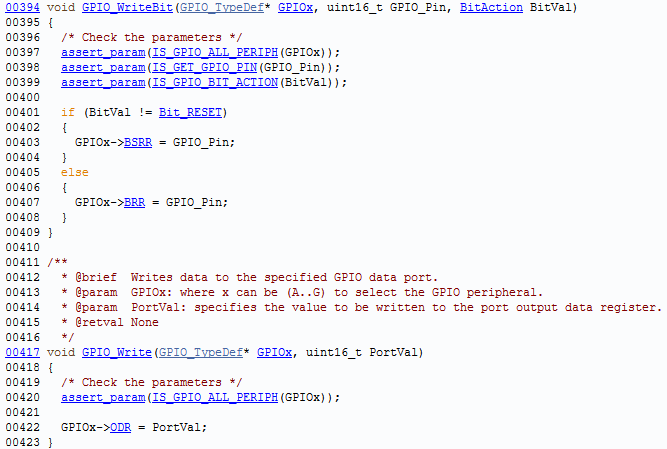 00394 void GPIO_WriteBit(GPIO_TypeDef* GPIOx, uint16_t GPIO_Pin, BitAction BitVal)
00395 {
00396   /* Check the parameters */
00397   assert_param(IS_GPIO_ALL_PERIPH(GPIOx));
00398   assert_param(IS_GET_GPIO_PIN(GPIO_Pin));
00399   assert_param(IS_GPIO_BIT_ACTION(BitVal));
00400
00401   if (BitVal != Bit_RESET)
00402   {
00403     GPIOx->BSRR = GPIO_Pin;
00404   }
00405   else
00406   {
00407     GPIOx->BRR = GPIO_Pin;
00408   }
00409 }
00410
00411 /**
00412   * @brief  Writes data to the specified GPIO data port.
00413   * @param  GPIOx: where x can be (A..G) to select the GPIO peripheral.
00414   * @param  PortVal: specifies the value to be written to the port output data register.
00415   * @retval None
00416   */
00417 void GPIO_Write(GPIO_TypeDef* GPIOx, uint16_t PortVal)
00418 {
00419   /* Check the parameters */
00420   assert_param(IS_GPIO_ALL_PERIPH(GPIOx));
00421
00422   GPIOx->ODR = PortVal;
00423 }